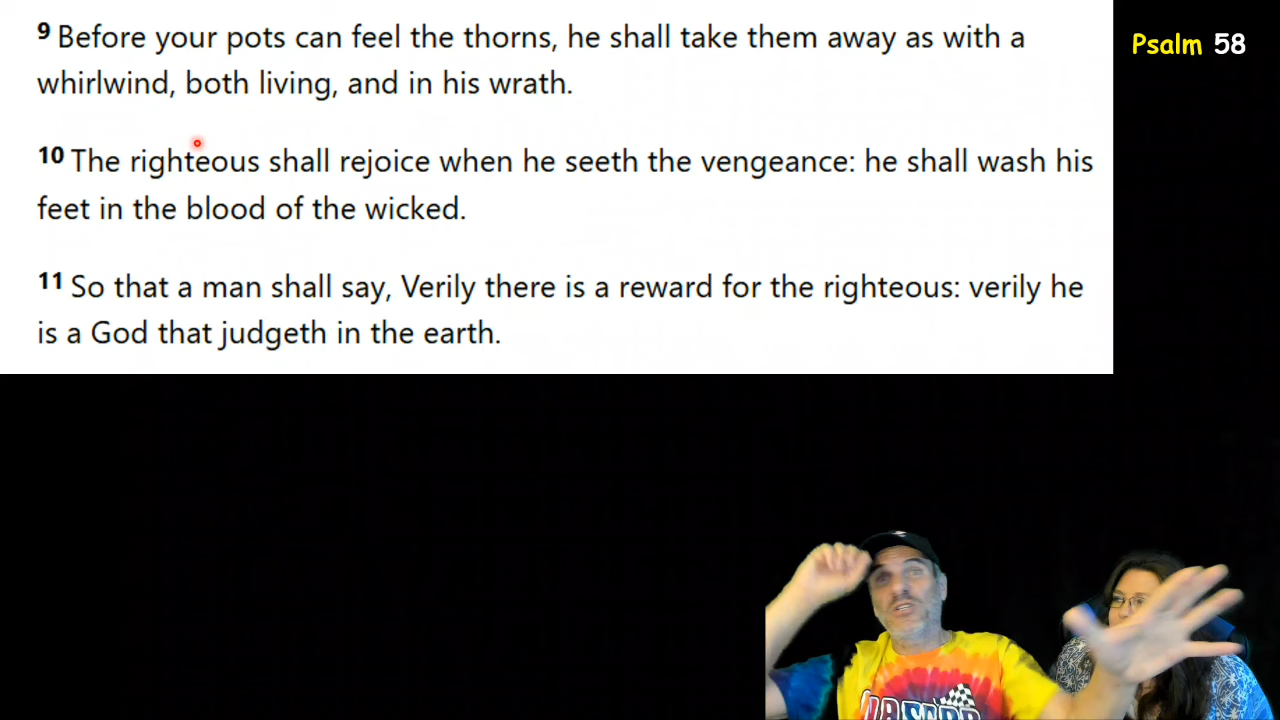 9 Before your pots can feel the thorns, he shall take them away as with a
whirlwind, both living, and in his wrath.
10 The righteous shall rejoice when he seeth the vengeance: he shall wash his
feet in the blood of the wicked.
11 So that a man shall say, Verily there is a reward for the righteous: verily he
is a God that judgeth in the earth.
Psalm 58